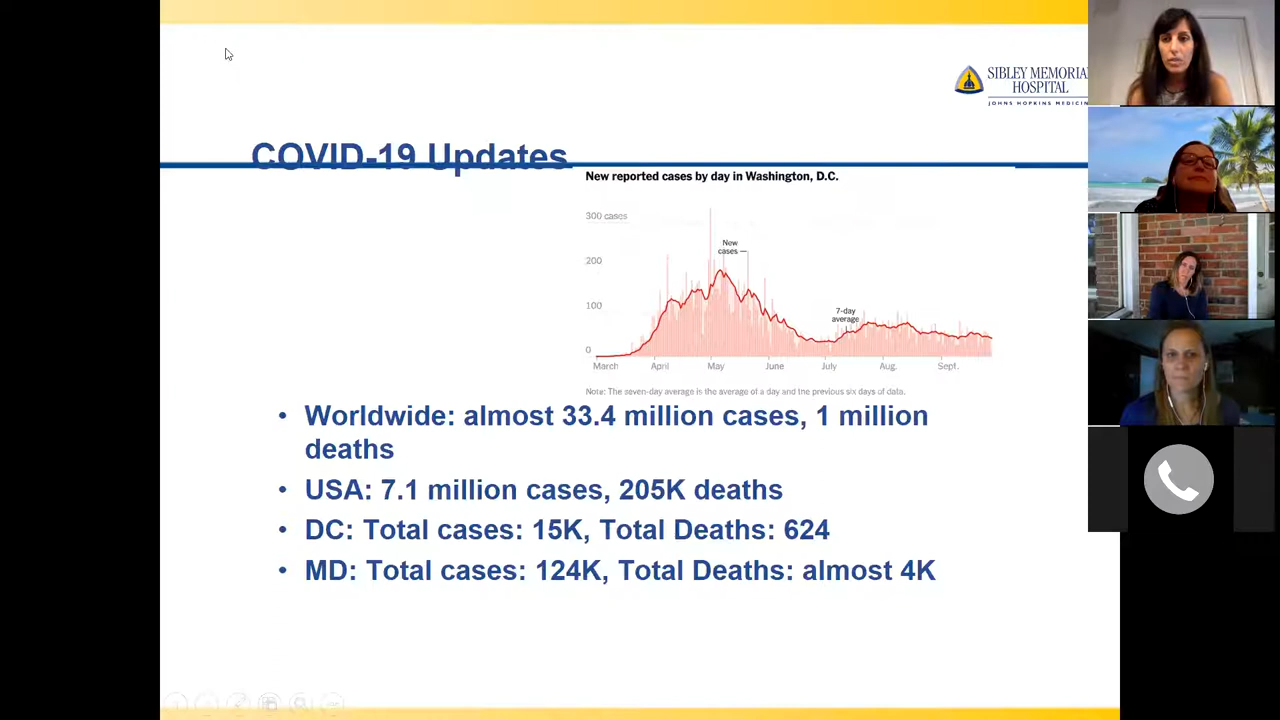 SIBLEY MEMORIA
HOSPITAL
JOHNS HOPKINS MEDICIN
COVID-19 Updates
New reported cases by day in Washington, D.C.
300 cases
New
cases
200
100
7-day
average
0
March April May June July Aug. Sept.
Note: The seven-day average is the average of a day and the previous six days of data.
• Worldwide: almost 33.4 million cases, 1 million
deaths
• USA: 7.1 million cases, 205K deaths
• DC: Total cases: 15K, Total Deaths: 624
• MD: Total cases: 124K, Total Deaths: almost 4K